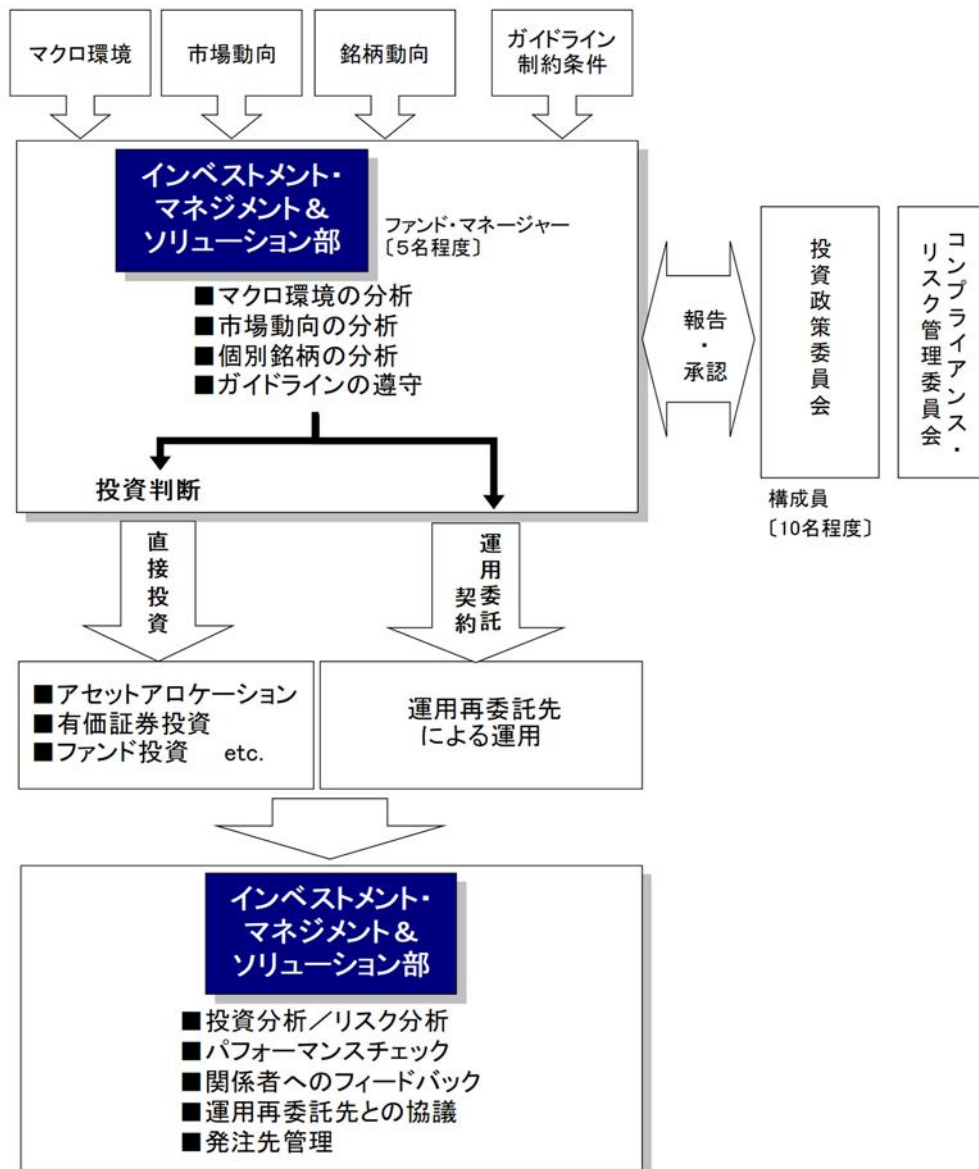 マクロ環境
市場動向
銘柄動向
ガイドライン
制約条件
インベストメント・
マネジメント＆
ソリューション部
ファンド・マネージャー
〔5名程度〕
■マクロ環境の分析
■市場動向の分析
■個別銘柄の分析
■ガイドラインの遵守
投資判断
報告
・
承認
投資政策委員会
コンプライアンス・
リスク管理委員会
構成員
〔10名程度〕
直接投資
運用委託
契約
■アセットアロケーション
■有価証券投資
■ファンド投資 etc.
運用再委託先
による運用
インベストメント・
マネジメント＆
ソリューション部
■投資分析／リスク分析
■パフォーマンスチェック
■関係者へのフィードバック
■運用再委託先との協議
■発注先管理